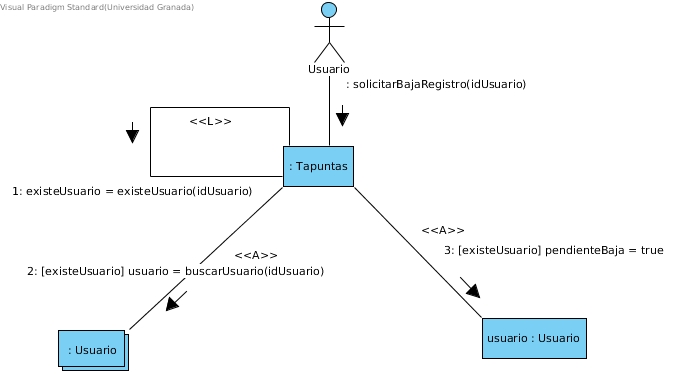 Visual Paradigm Standard(Universidad Granada)
Usuario
: solicitarBajaRegistro(idUsuario)
<<L>>
: Tapuntas
1: existeUsuario = existeUsuario(idUsuario)
<<A>>
3: [existeUsuario] pendienteBaja = true
<<A>>
2: [existeUsuario] usuario = buscarUsuario(idUsuario)
usuario : Usuario
: Usuario